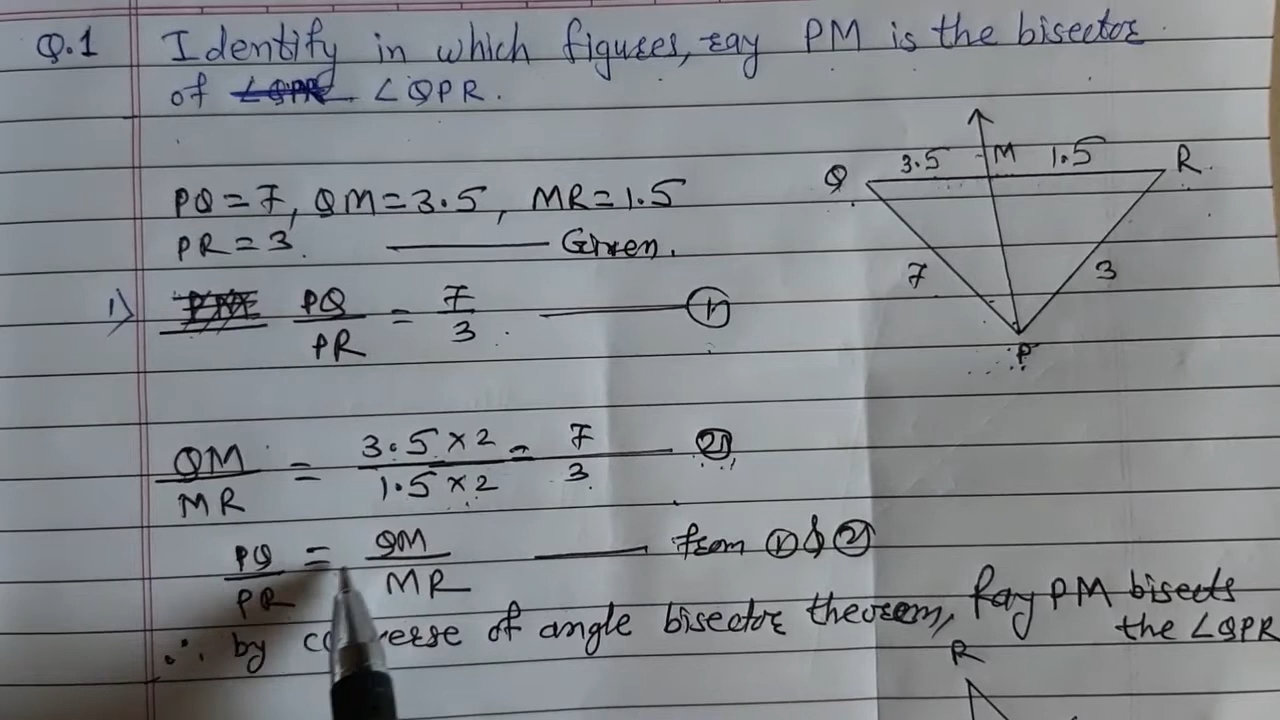 Q.1 Identify in which figures, ray PM is the bisector
of ∠QPR.
PQ = 7, QM = 3.5, MR = 1.5
PR = 3. ——— Given.
1) PQ/PR = 7/3. ——— ①
QM/MR = 3.5 × 2/1.5 × 2 = 7/3 ——— ②
PQ/PR = QM/MR ——— from ① & ②
∴ by converse of angle bisector theorem, Ray PM bisects
the ∠QPR
Q 3.5 M 1.5 R.
7 3
P
R